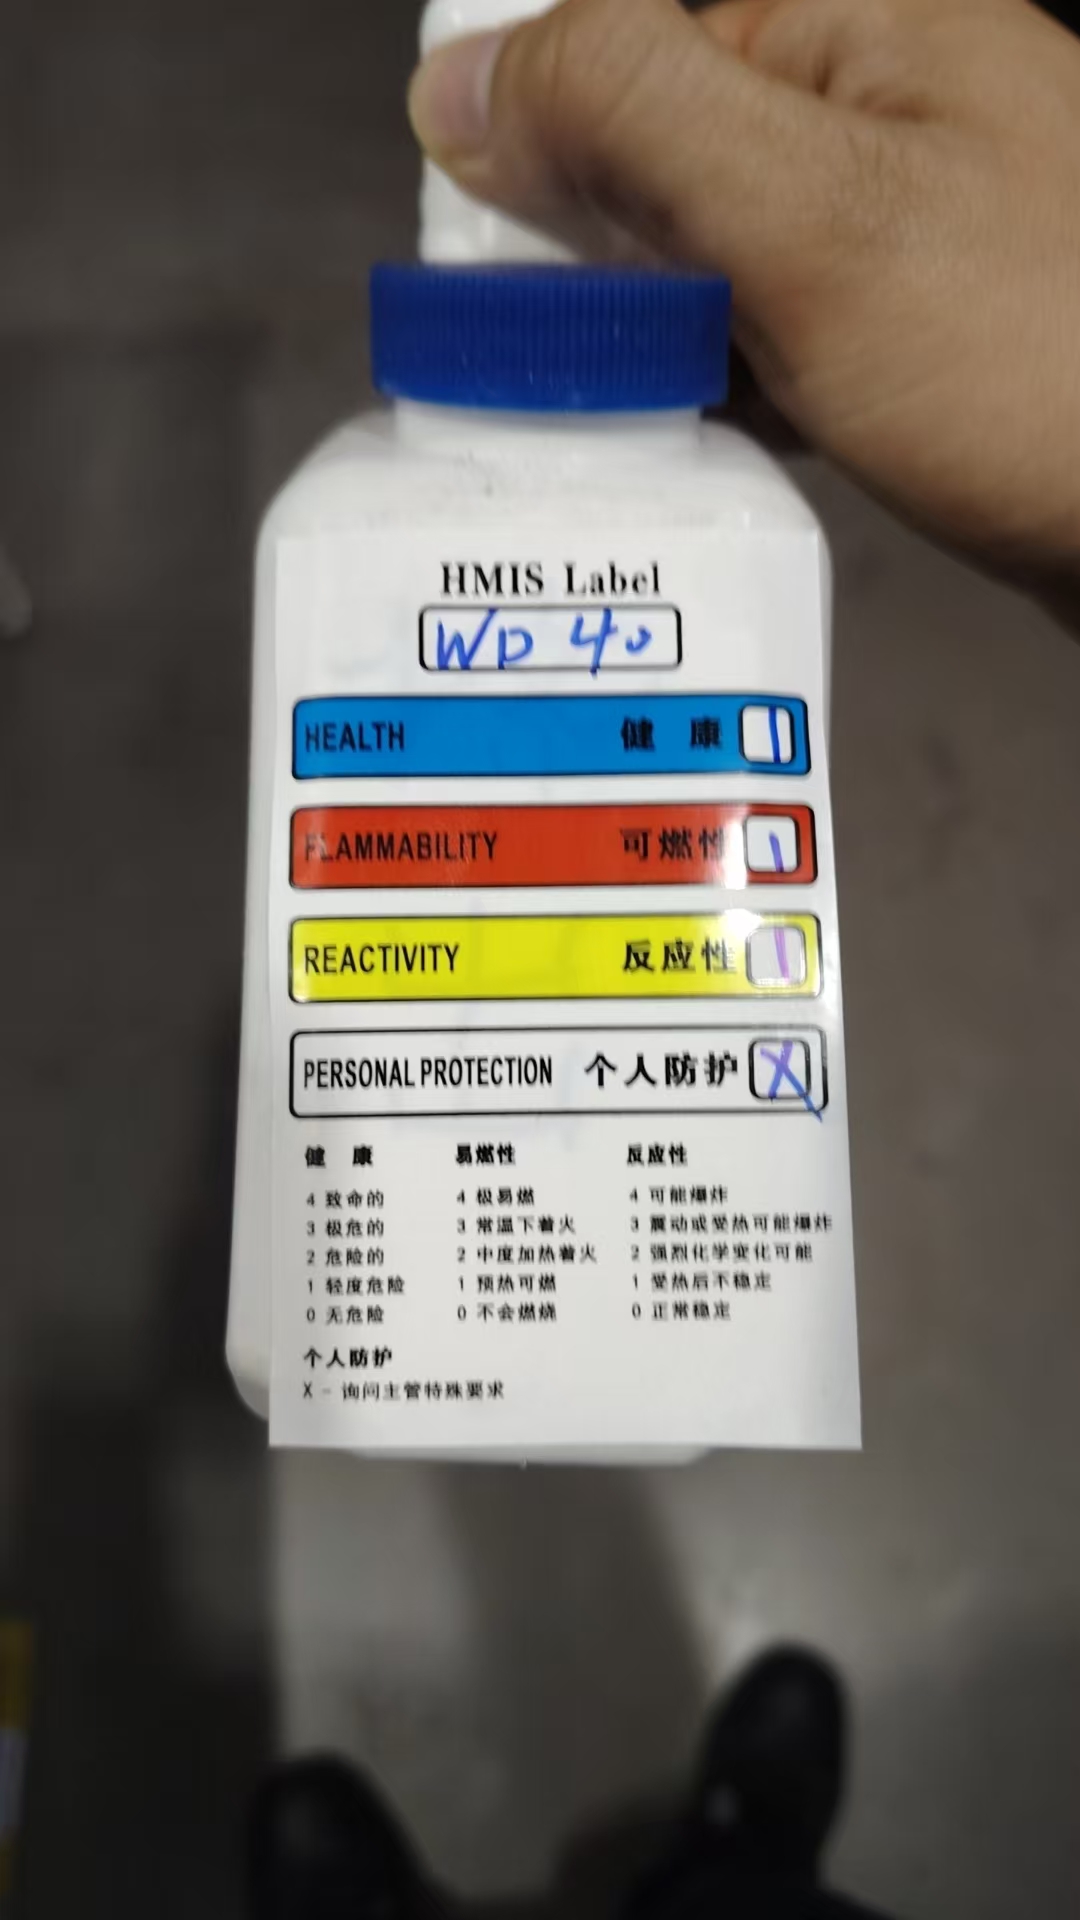 HMIS Label
WD 40
HEALTH 健 康 1
FLAMMABILITY 可燃性 1
REACTIVITY 反应性 1
PERSONAL PROTECTION 个人防护 X
健 康 易燃性 反应性
4 致命的 4 极易燃 4 可能爆炸
3 极危的 3 常温下着火 3 震动或受热可能爆炸
2 危险的 2 中度加热着火 2 强烈化学变化可能
1 轻度危险 1 预热可燃 1 受热后不稳定
0 无危险 0 不会燃烧 0 正常稳定
个人防护
X - 询问主管特殊要求